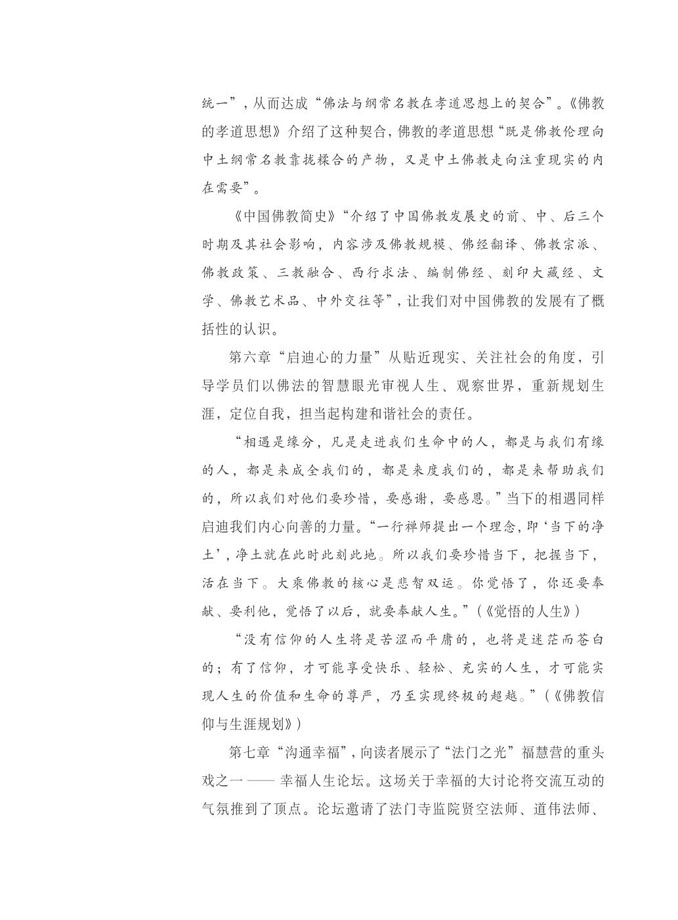 统一”，从而达成“佛法与纲常名教在孝道思想上的契合”。《佛教
的孝道思想》介绍了这种契合，佛教的孝道思想“既是佛教伦理向
中土纲常名教靠拢糅合的产物，又是中土佛教走向注重现实的内
在需要”。
《中国佛教简史》“介绍了中国佛教发展史的前、中、后三个
时期及其社会影响，内容涉及佛教规模、佛经翻译、佛教宗派、
佛教政策、三教融合、西行求法、编制佛经、刻印大藏经、文
学、佛教艺术品、中外交往等”，让我们对中国佛教的发展有了概
括性的认识。
第六章“启迪心的力量”从贴近现实、关注社会的角度，引
导学员们以佛法的智慧眼光审视人生、观察世界，重新规划生
涯，定位自我，担当起构建和谐社会的责任。
“相遇是缘分，凡是走进我们生命中的人，都是与我们有缘
的人，都是来成全我们的，都是来度我们的，都是来帮助我们
的，所以我们对他们要珍惜，要感谢，要感恩。”当下的相遇同样
启迪我们内心向善的力量。“一行禅师提出一个理念，即‘当下的净
土’，净土就在此时此刻此地。所以我们要珍惜当下，把握当下，
活在当下。大乘佛教的核心是悲智双运。你觉悟了，你还要奉
献、要利他，觉悟了以后，就要奉献人生。”（《觉悟的人生》）
“没有信仰的人生将是苦涩而平庸的，也将是迷茫而苍白
的；有了信仰，才可能享受快乐、轻松、充实的人生，才可能实
现人生的价值和生命的尊严，乃至实现终极的超越。”（《佛教信
仰与生涯规划》）
第七章“沟通幸福”，向读者展示了“法门之光”福慧营的重头
戏之一——幸福人生论坛。这场关于幸福的大讨论将交流互动的
气氛推到了顶点。论坛邀请了法门寺监院贤空法师、道伟法师、